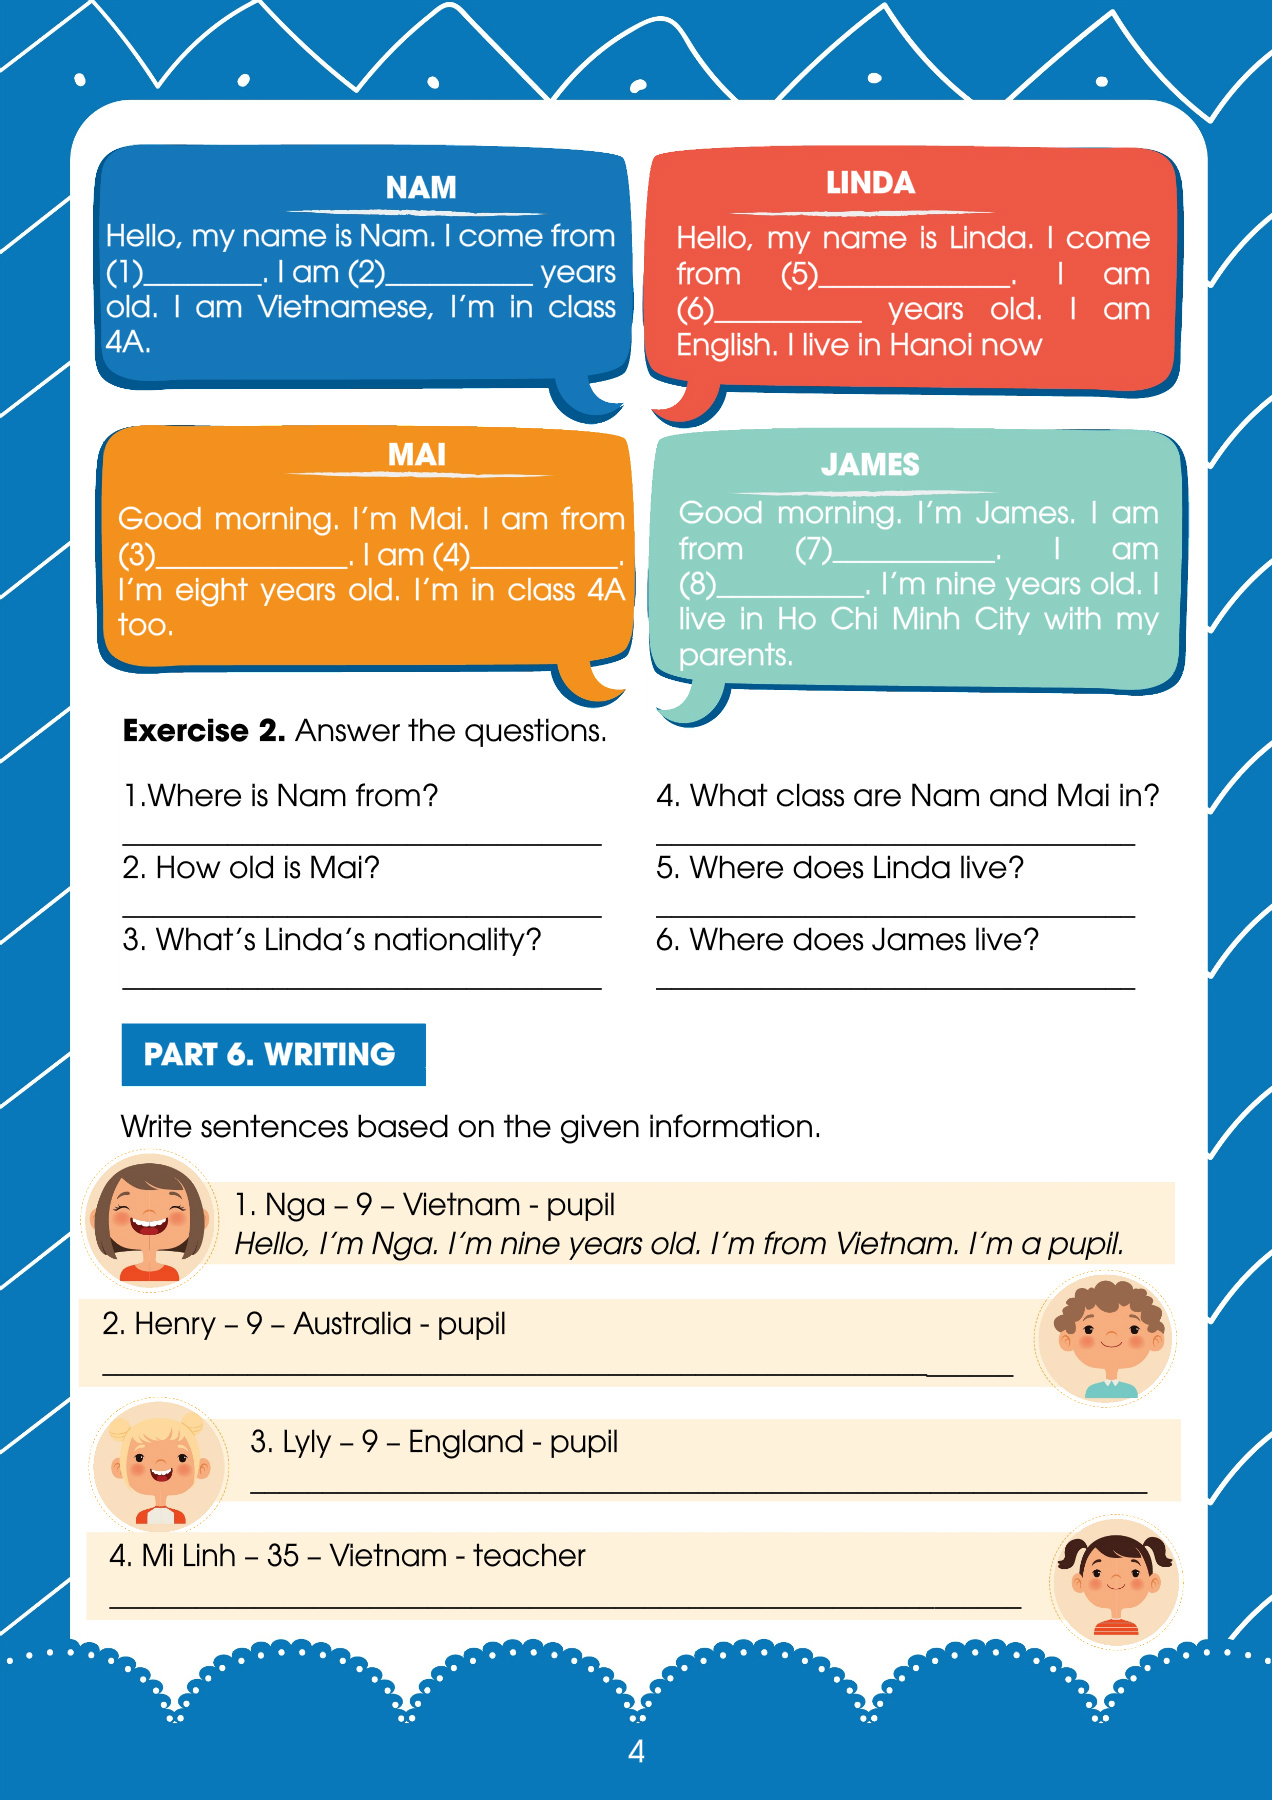 NAM
Hello, my name is Nam. I come from
(1)________. I am (2)__________ years
old. I am Vietnamese, I’m in class
4A.
LINDA
Hello, my name is Linda. I come
from (5)_____________. I am
(6)__________ years old. I am
English. I live in Hanoi now
MAI
Good morning. I’m Mai. I am from
(3)_____________. I am (4)__________.
I’m eight years old. I’m in class 4A
too.
JAMES
Good morning. I’m James. I am
from (7)___________. I am
(8)__________. I’m nine years old. I
live in Ho Chi Minh City with my
parents.
Exercise 2. Answer the questions.
1.Where is Nam from?
______________________________
2. How old is Mai?
______________________________
3. What’s Linda’s nationality?
______________________________
4. What class are Nam and Mai in?
______________________________
5. Where does Linda live?
______________________________
6. Where does James live?
______________________________
PART 6. WRITING
Write sentences based on the given information.
1. Nga – 9 – Vietnam - pupil
Hello, I’m Nga. I’m nine years old. I’m from Vietnam. I’m a pupil.
2. Henry – 9 – Australia - pupil
_________________________________________________________
3. Lyly – 9 – England - pupil
________________________________________________________
4. Mi Linh – 35 – Vietnam - teacher
_________________________________________________________
4